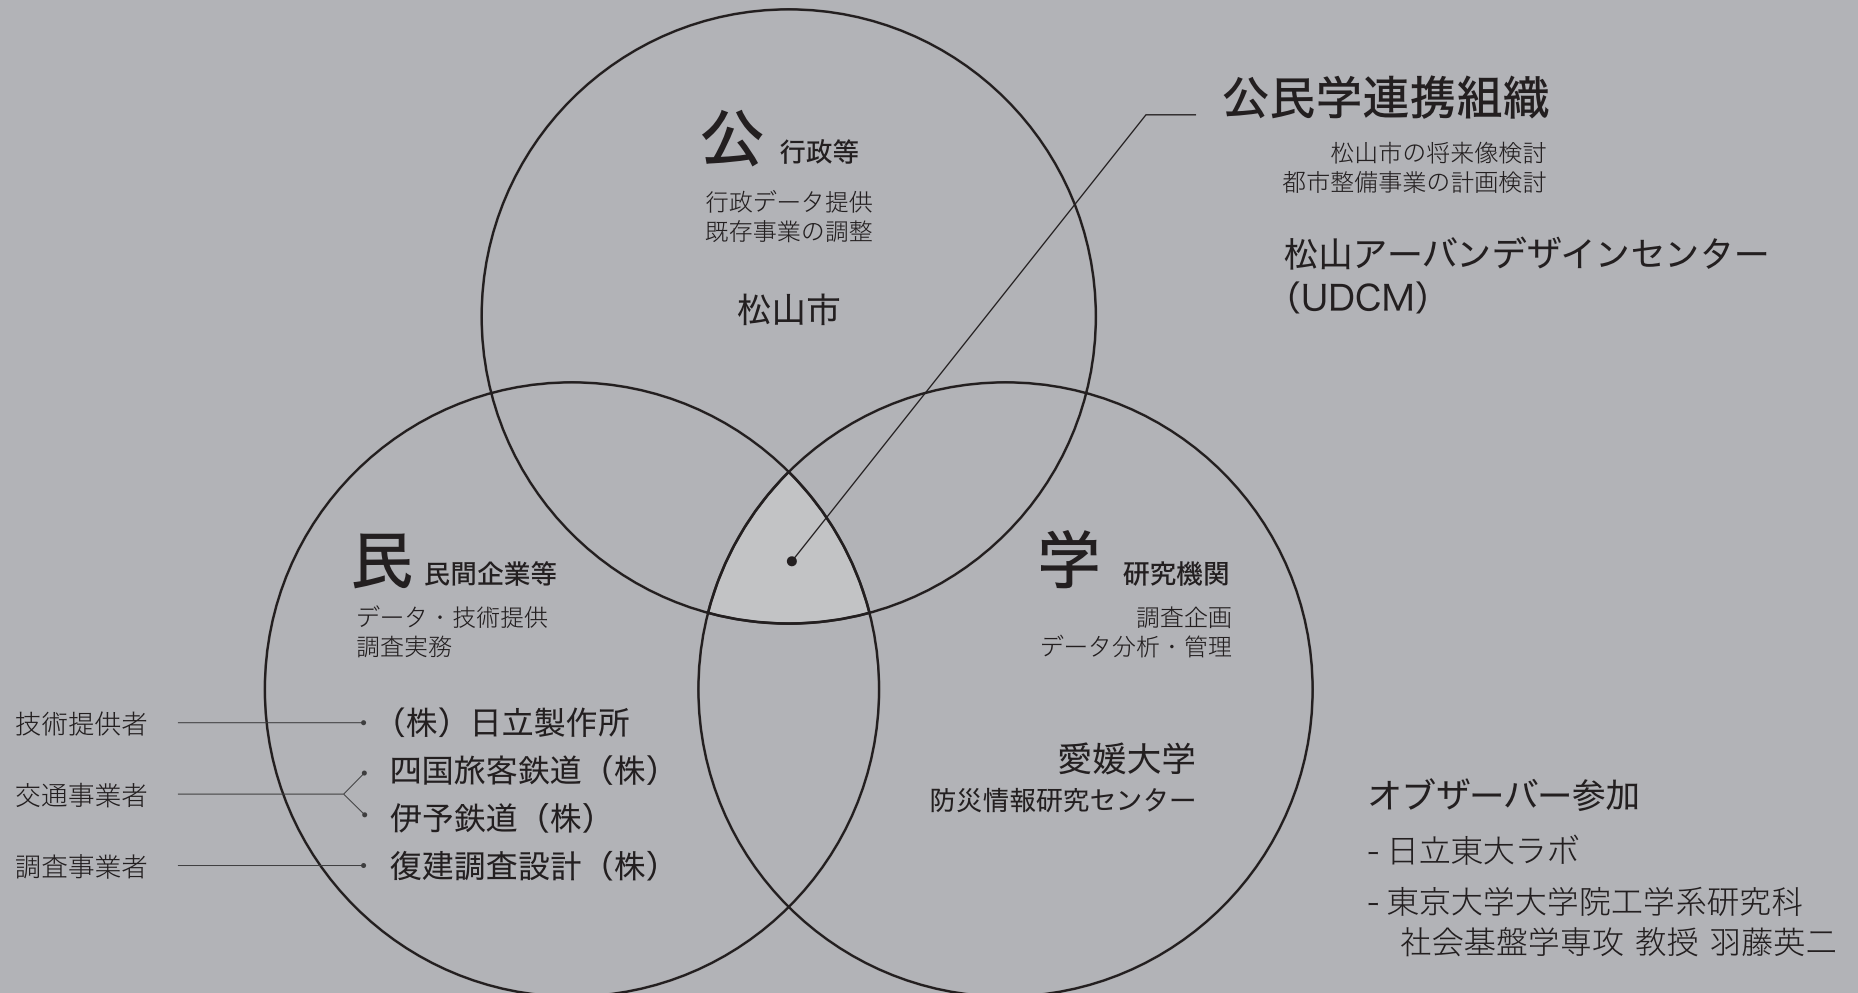 公 行政等
行政データ提供
既存事業の調整
松山市
公民学連携組織
松山市の将来像検討
都市整備事業の計画検討
松山アーバンデザインセンター
（UDCM）
民 民間企業等
データ・技術提供
調査実務
技術提供者 （株）日立製作所
四国旅客鉄道（株）
交通事業者
伊予鉄道（株）
調査事業者 復建調査設計（株）
学 研究機関
調査企画
データ分析・管理
愛媛大学
防災情報研究センター
オブザーバー参加
- 日立東大ラボ
- 東京大学大学院工学系研究科
社会基盤学専攻 教授 羽藤英二